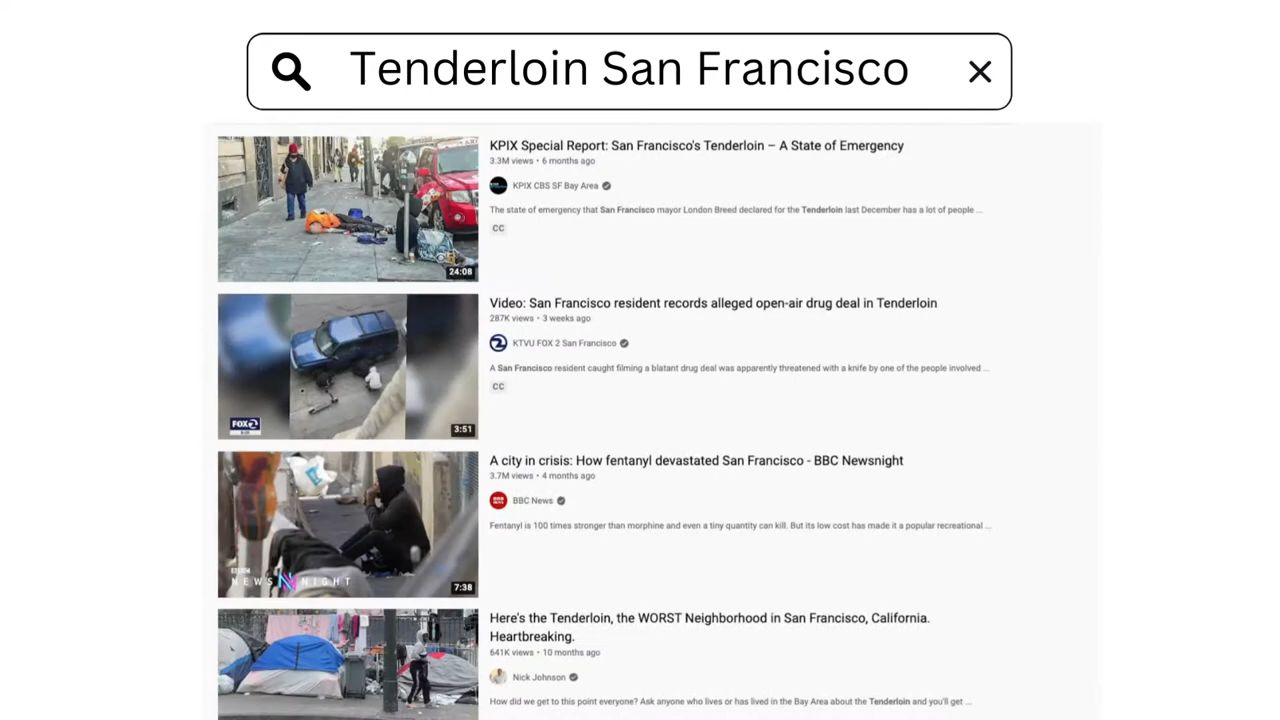 Tenderloin San Francisco ×
KPIX Special Report: San Francisco's Tenderloin – A State of Emergency
3.3M views • 6 months ago
KPIX CBS SF Bay Area
The state of emergency that San Francisco mayor London Breed declared for the Tenderloin last December has a lot of people ...
CC
24:08
Video: San Francisco resident records alleged open-air drug deal in Tenderloin
287K views • 3 weeks ago
KTVU FOX 2 San Francisco
A San Francisco resident caught filming a blatant drug deal was apparently threatened with a knife by one of the people involved ...
CC
FOX 2
3:51
A city in crisis: How fentanyl devastated San Francisco - BBC Newsnight
3.7M views • 4 months ago
BBC News
Fentanyl is 100 times stronger than morphine and even a tiny quantity can kill. But its low cost has made it a popular recreational ...
BBC
NEWSNIGHT
7:38
Here's the Tenderloin, the WORST Neighborhood in San Francisco, California.
Heartbreaking.
641K views • 10 months ago
Nick Johnson
How did we get to this point everyone? Ask anyone who lives or has lived in the Bay Area about the Tenderloin and you'll get ...